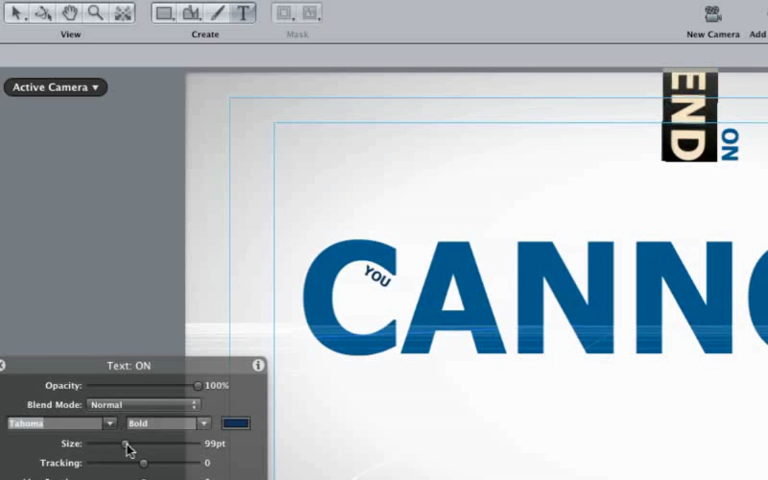 T
View
Create
Mask
New Camera
Add
Active Camera ▾
END
ON
CANNO
YOU
Text: ON
i
Opacity: 100%
Blend Mode: Normal
Tahoma Bold
Size: 99pt
Tracking: 0